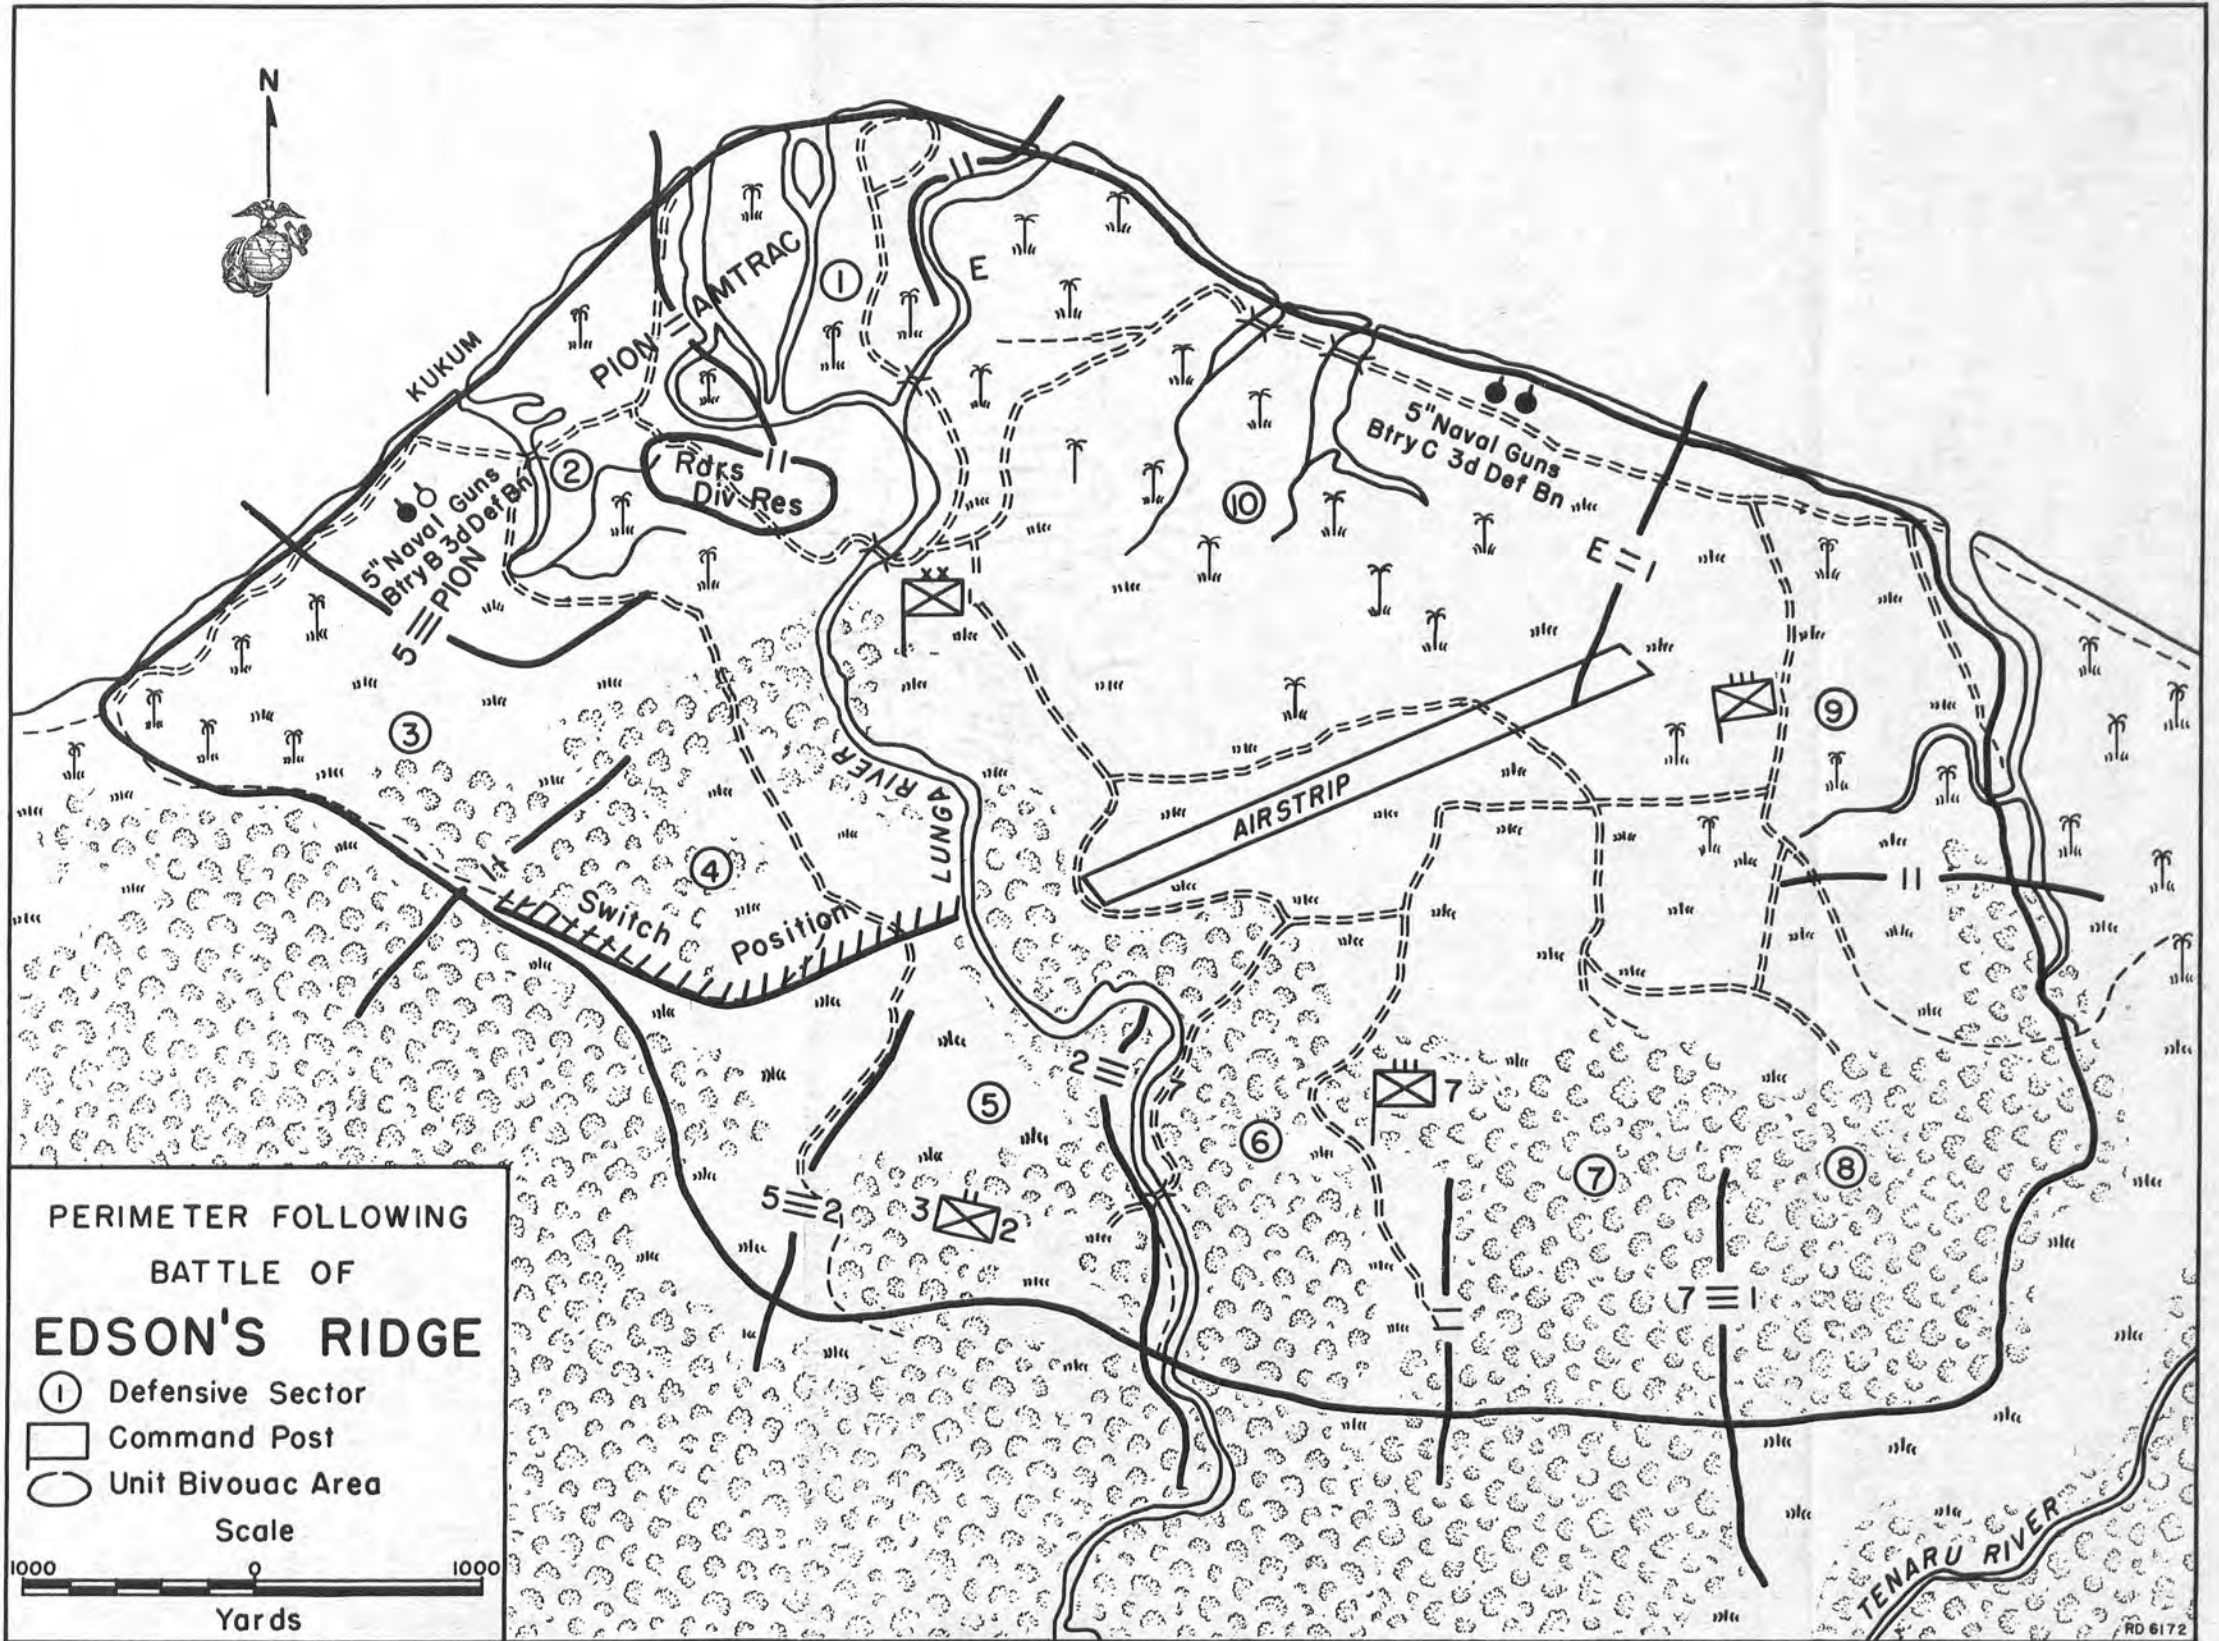 N
KUKUM
PION
AMTRAC
1
E
2
Rdrs
Div Res
5" Naval Guns
Btry B 3d Def Bn
5
PION
5" Naval Guns
Btry C 3d Def Bn
10
E
1
3
4
LUNGA RIVER
AIRSTRIP
9
Switch Position
5
2
7
6
7
7
8
5
2
3
2
7
1
PERIMETER FOLLOWING
BATTLE OF
EDSON'S RIDGE
1 Defensive Sector
Command Post
Unit Bivouac Area
Scale
1000 0 1000
Yards
TENARU RIVER
RD 6172